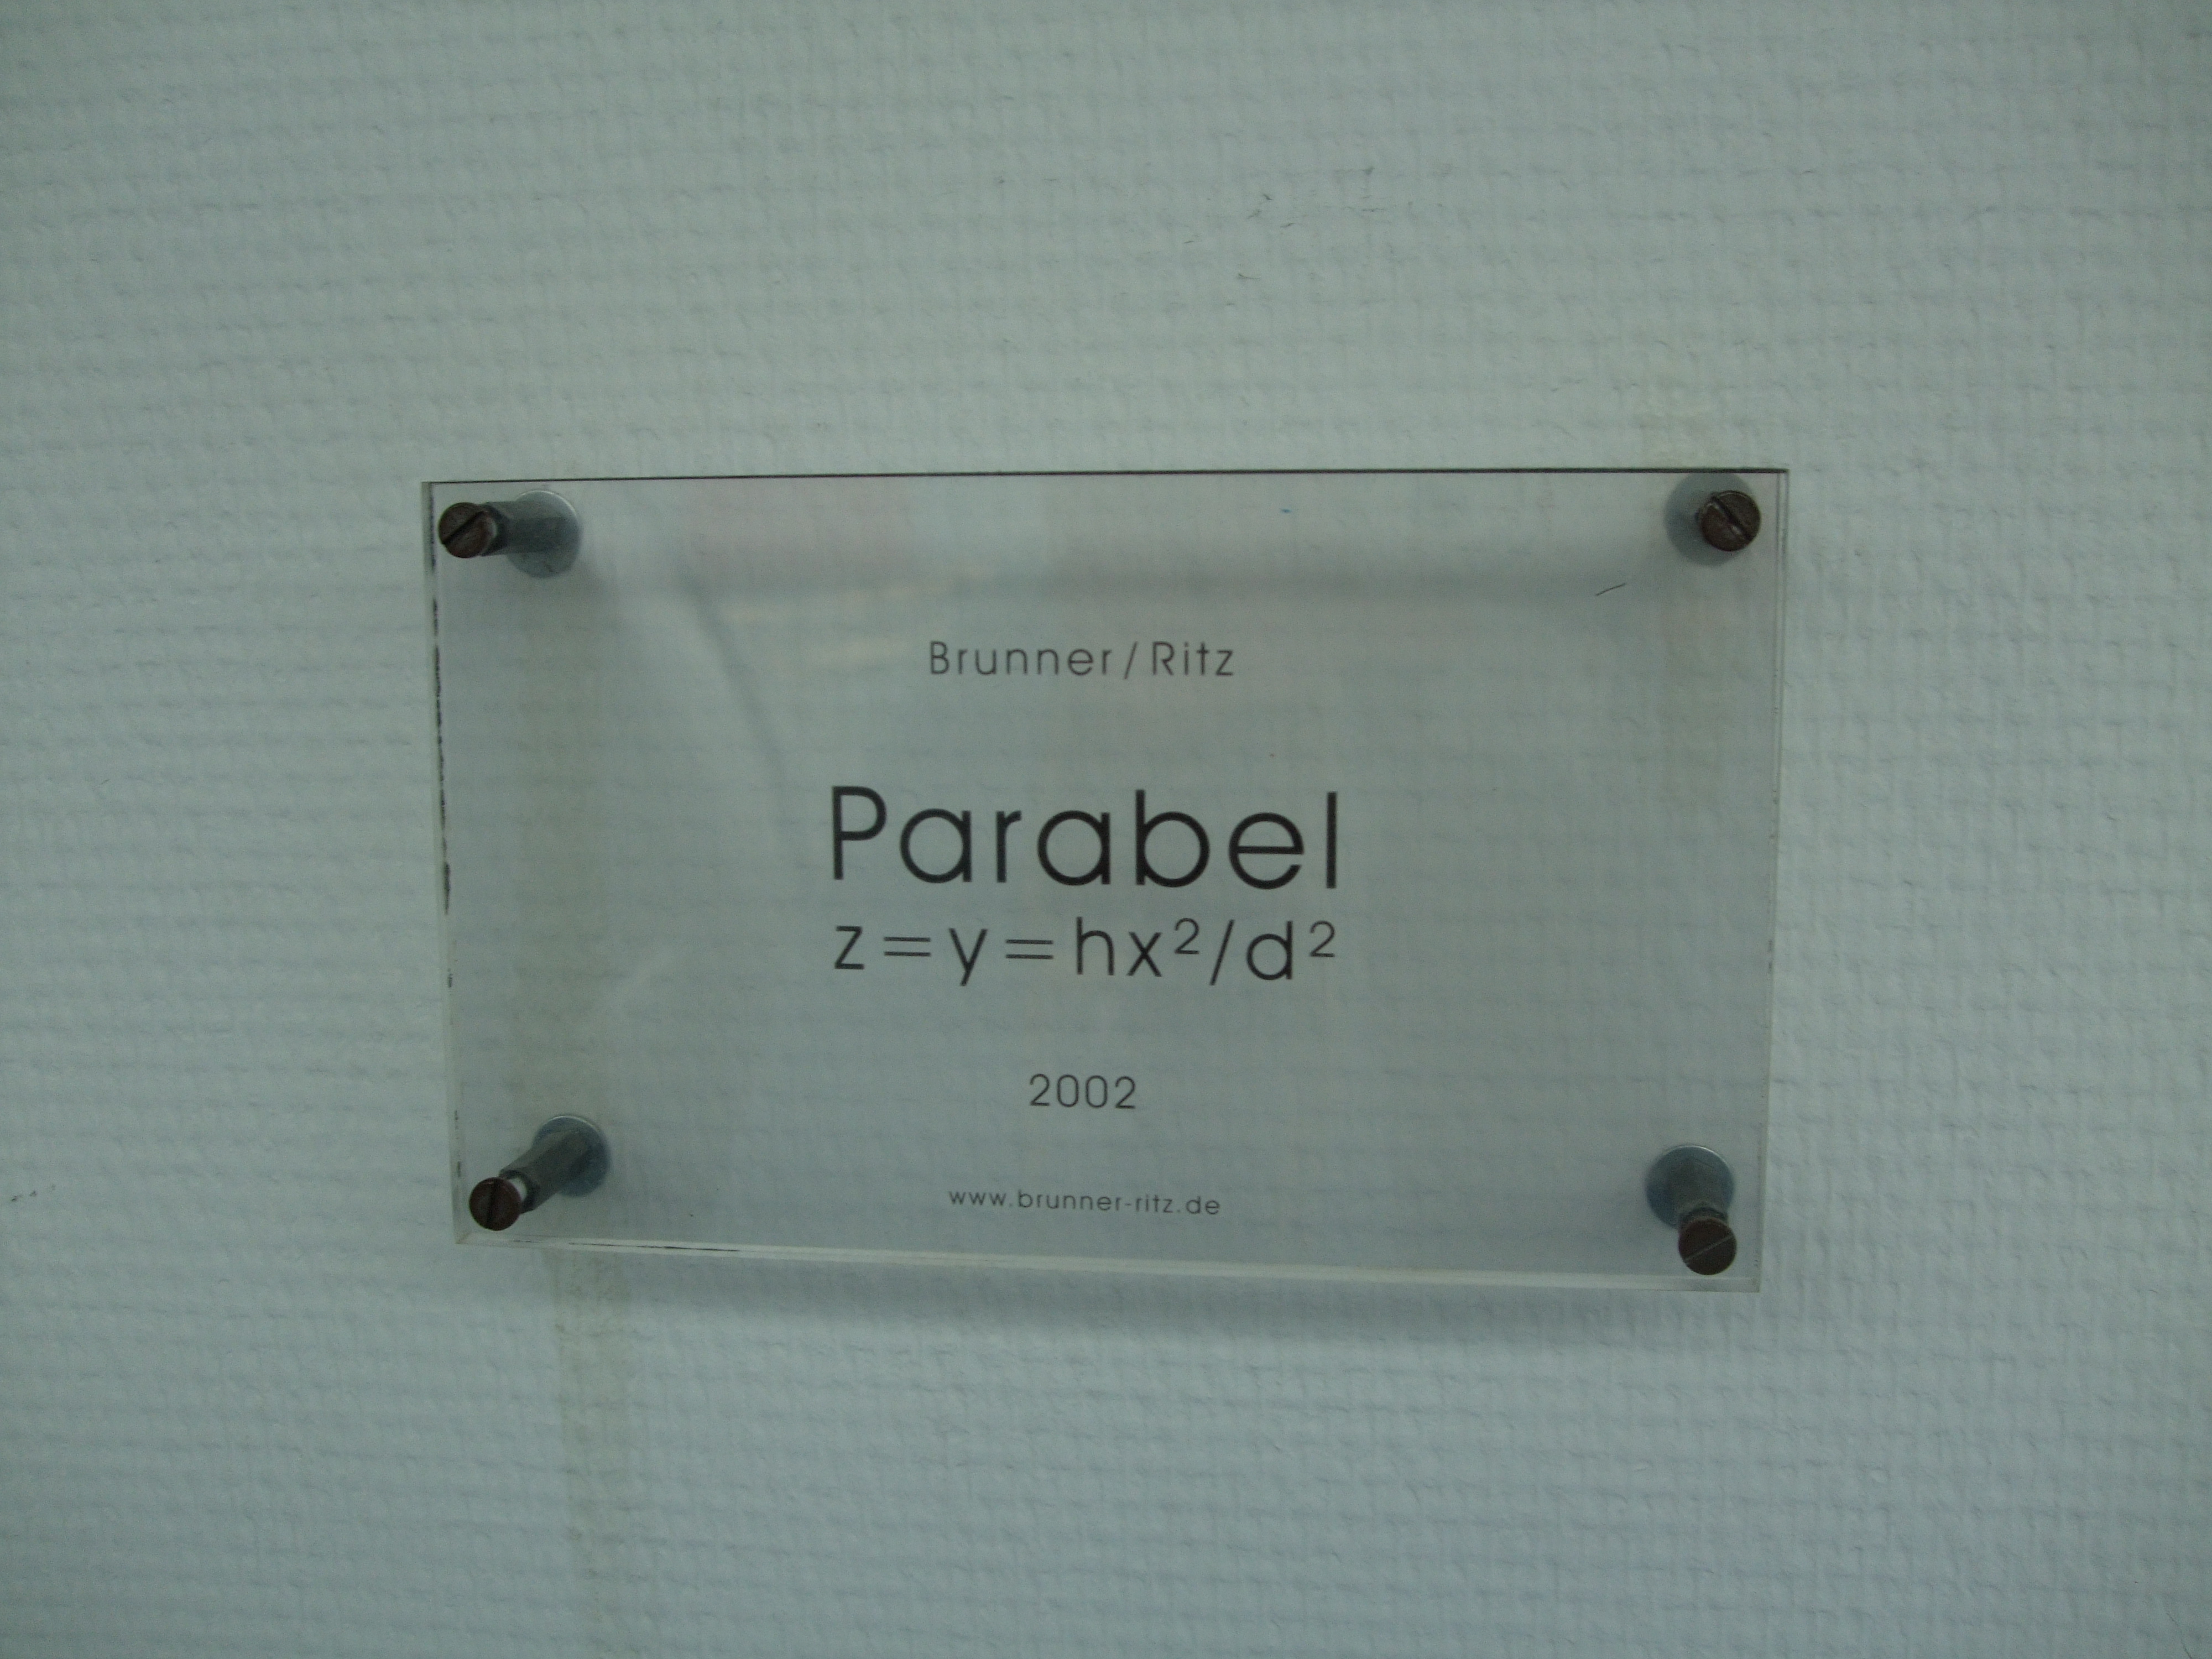 Brunner/Ritz
Parabel
z=y=hx²/d²
2002
www.brunner-ritz.de